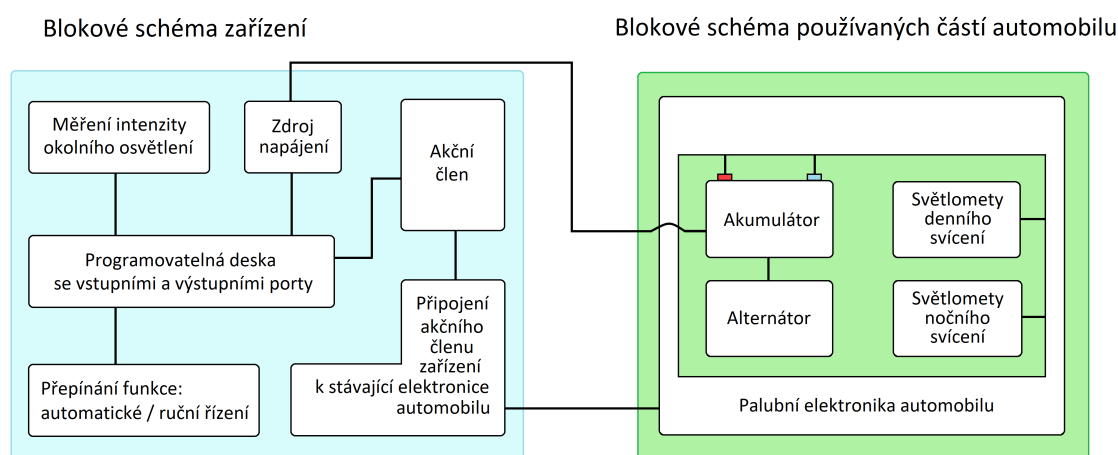 Blokové schéma zařízení
Blokové schéma používaných částí automobilu
Měření intenzity
okolního osvětlení
Zdroj
napájení
Akční
člen
Programovatelná deska
se vstupními a výstupními porty
Připojení
akčního
členu
zařízení
k stávající elektronice
automobilu
Přepínání funkce:
automatické / ruční řízení
Akumulátor
Alternátor
Světlomety
denního
svícení
Světlomety
nočního
svícení
Palubní elektronika automobilu